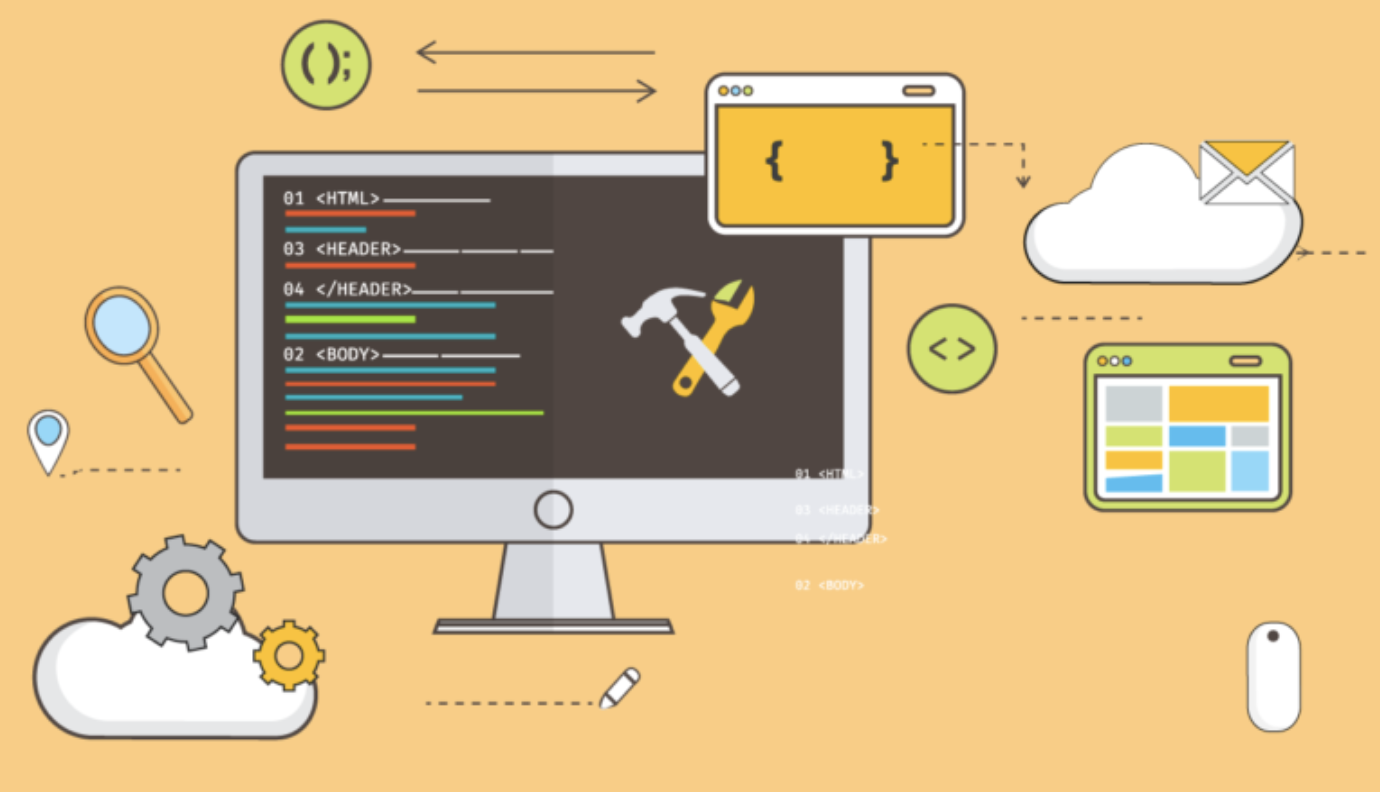 ();
{ }
01 <HTML>
03 <HEADER>
04 </HEADER>
02 <BODY>
< >
01 <HTML>
03 <HEADER>
04 </HEADER>
02 <BODY>